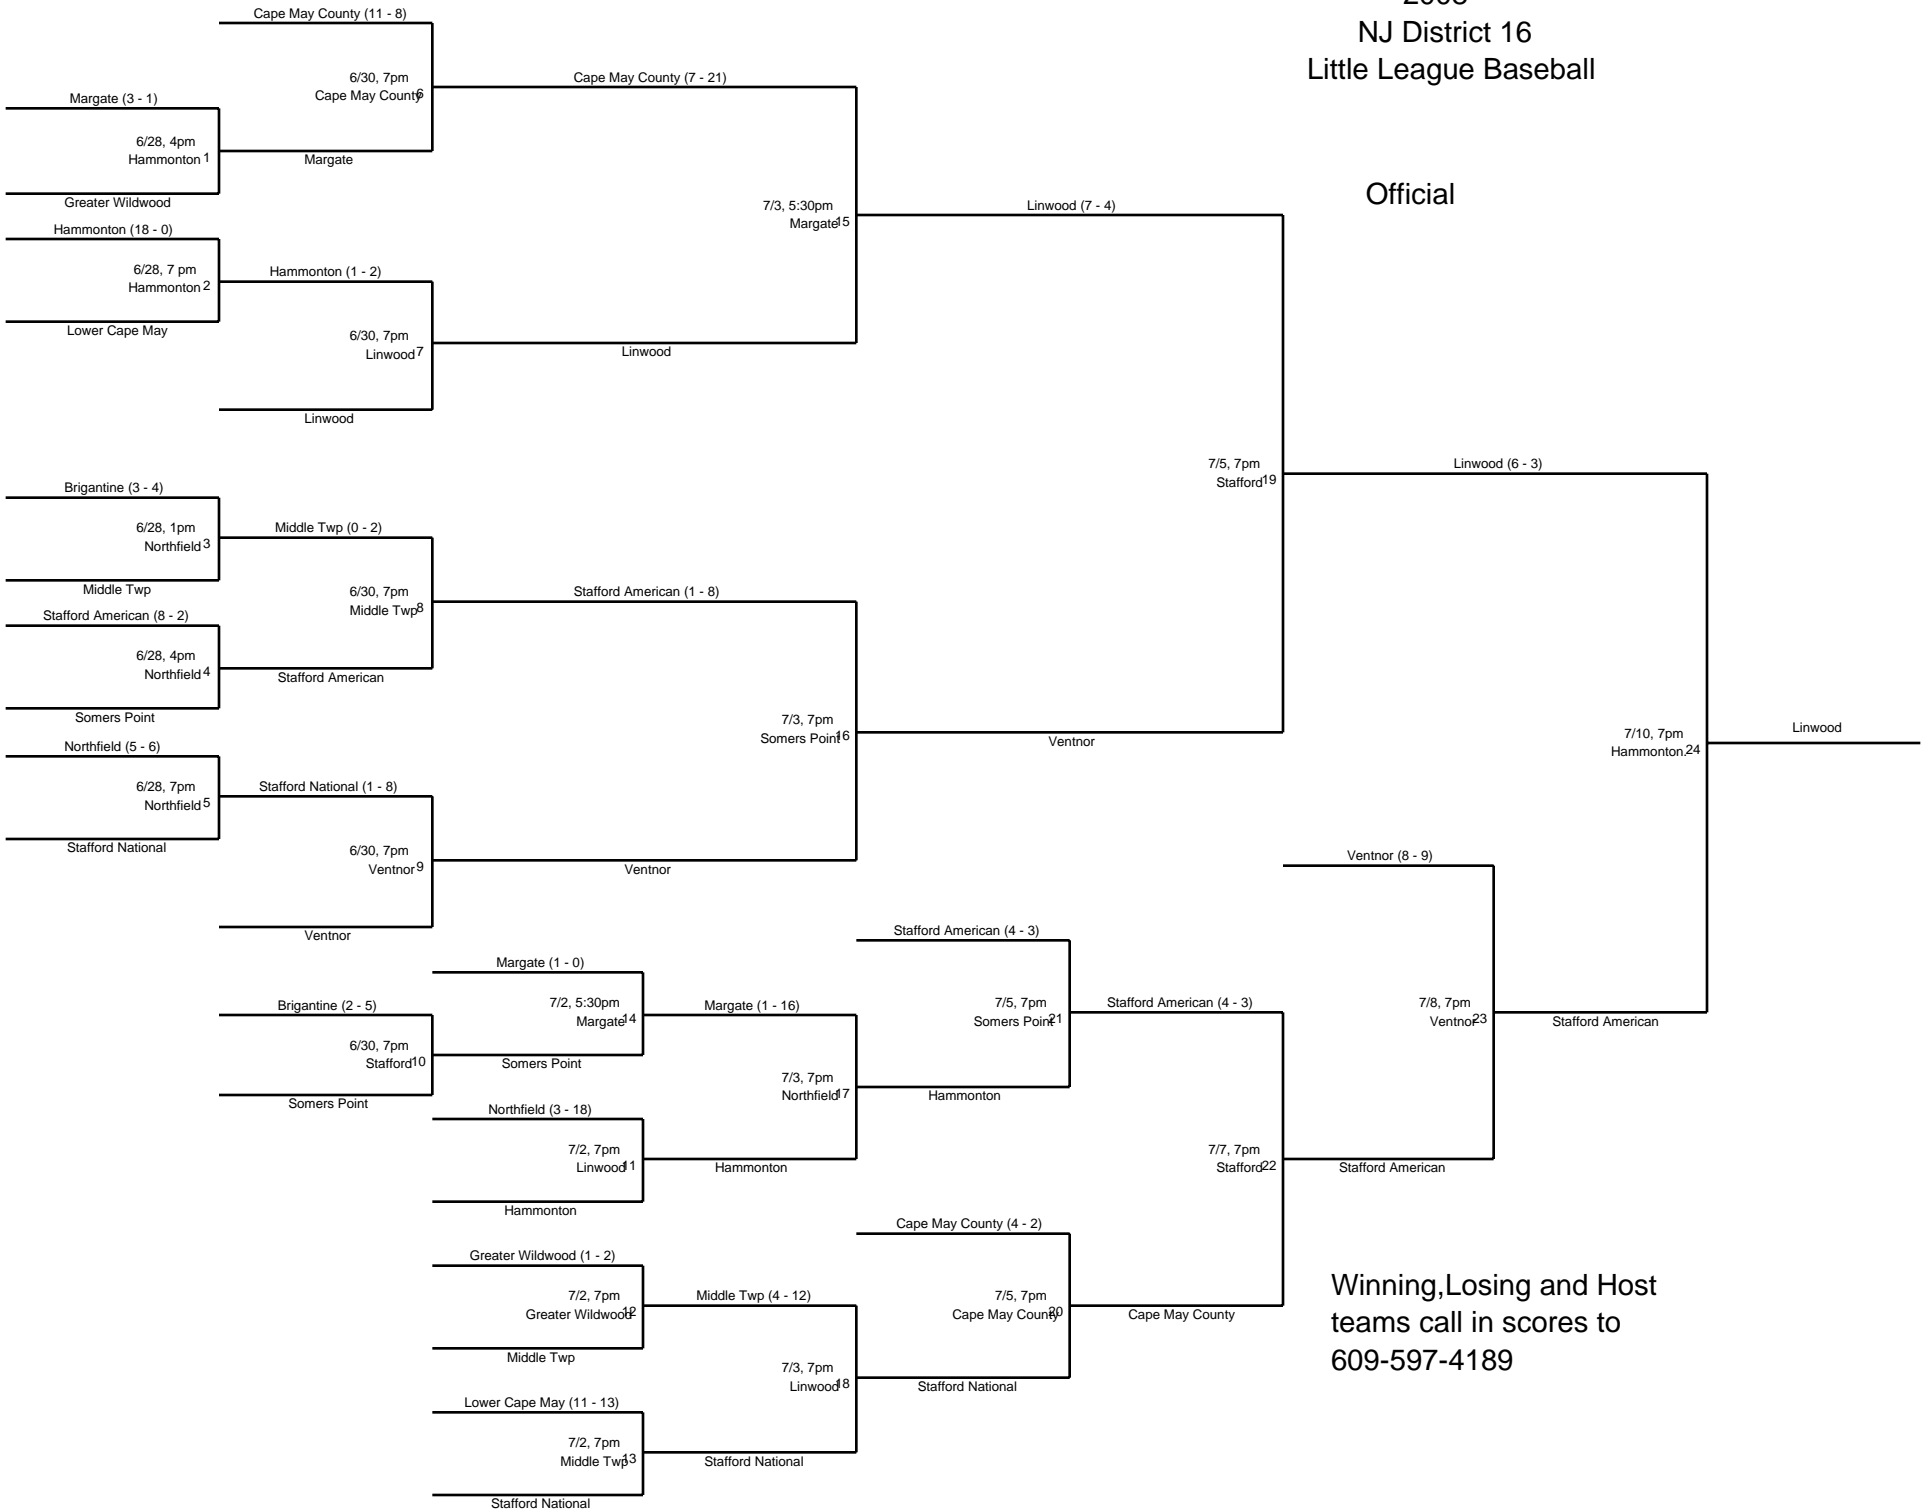 NJ District 16
Little League Baseball
Official
Cape May County (11 - 8)
6/30, 7pm
Cape May County 6
Cape May County (7 - 21)
Margate (3 - 1)
6/28, 4pm
Hammonton 1
Margate
Greater Wildwood
Hammonton (18 - 0)
6/28, 7 pm
Hammonton 2
Hammonton (1 - 2)
Lower Cape May
6/30, 7pm
Linwood 7
Linwood
Linwood
7/3, 5:30pm
Margate 15
Linwood (7 - 4)
Brigantine (3 - 4)
6/28, 1pm
Northfield 3
Middle Twp (0 - 2)
Middle Twp
6/30, 7pm
Middle Twp 8
Stafford American (1 - 8)
Stafford American (8 - 2)
6/28, 4pm
Northfield 4
Stafford American
Somers Point
Northfield (5 - 6)
6/28, 7pm
Northfield 5
Stafford National (1 - 8)
Stafford National
6/30, 7pm
Ventnor 9
Ventnor
Ventnor
7/3, 7pm
Somers Point 16
Ventnor
7/5, 7pm
Stafford 19
Linwood (6 - 3)
7/10, 7pm
Hammonton. 24
Linwood
Ventnor (8 - 9)
7/8, 7pm
Ventnor 23
Stafford American
Stafford American (4 - 3)
7/5, 7pm
Somers Point 21
Stafford American (4 - 3)
Margate (1 - 0)
7/2, 5:30pm
Margate 14
Margate (1 - 16)
Brigantine (2 - 5)
6/30, 7pm
Stafford 10
Somers Point
Somers Point
7/3, 7pm
Northfield 17
Hammonton
Northfield (3 - 18)
7/2, 7pm
Linwood 11
Hammonton
Hammonton
7/7, 7pm
Stafford 22
Stafford American
Cape May County (4 - 2)
7/5, 7pm
Cape May County 20
Cape May County
Greater Wildwood (1 - 2)
7/2, 7pm
Greater Wildwood 12
Middle Twp (4 - 12)
Middle Twp
7/3, 7pm
Linwood 18
Stafford National
Lower Cape May (11 - 13)
7/2, 7pm
Middle Twp 13
Stafford National
Stafford National
Winning,Losing and Host
teams call in scores to
609-597-4189